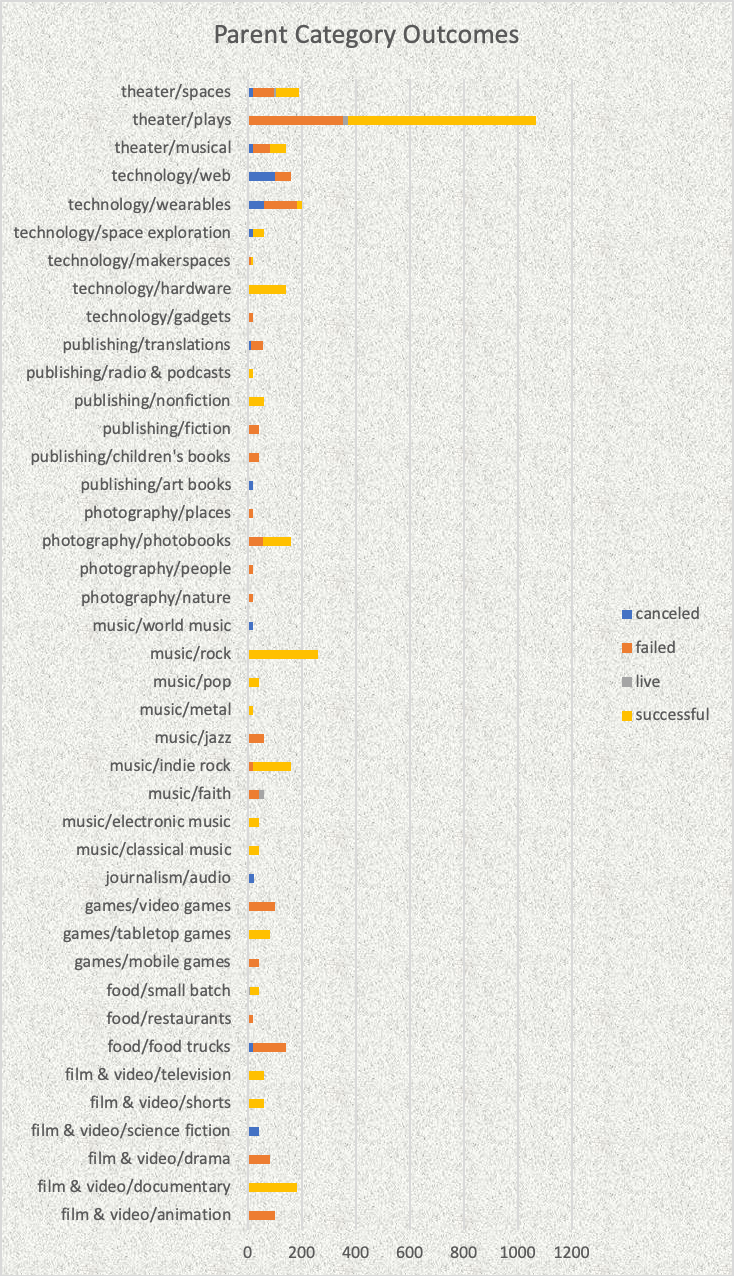 Parent Category Outcomes
theater/spaces
theater/plays
theater/musical
technology/web
technology/wearables
technology/space exploration
technology/makerspaces
technology/hardware
technology/gadgets
publishing/translations
publishing/radio & podcasts
publishing/nonfiction
publishing/fiction
publishing/children's books
publishing/art books
photography/places
photography/photobooks
photography/people
photography/nature
music/world music
music/rock
music/pop
music/metal
music/jazz
music/indie rock
music/faith
music/electronic music
music/classical music
journalism/audio
games/video games
games/tabletop games
games/mobile games
food/small batch
food/restaurants
food/food trucks
film & video/television
film & video/shorts
film & video/science fiction
film & video/drama
film & video/documentary
film & video/animation
0 200 400 600 800 1000 1200
canceled
failed
live
successful